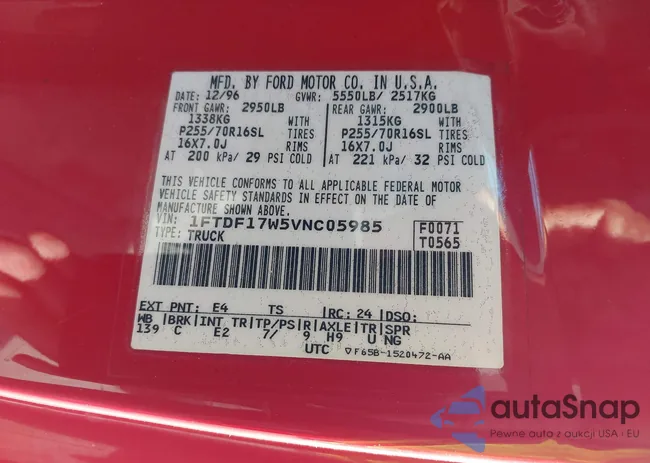 MFD. BY FORD MOTOR CO. IN U.S.A.
DATE: 12/96 GVWR: 5550LB/ 2517KG
FRONT GAWR: 2950LB REAR GAWR: 2900LB
1338KG WITH 1315KG WITH
P255/70R16SL TIRES P255/70R16SL TIRES
16X7.0J RIMS 16X7.0J RIMS
AT 200 kPa/ 29 PSI COLD AT 221 kPa/ 32 PSI COLD
THIS VEHICLE CONFORMS TO ALL APPLICABLE FEDERAL MOTOR
VEHICLE SAFETY STANDARDS IN EFFECT ON THE DATE OF
MANUFACTURE SHOWN ABOVE.
VIN: 1FTDF17W5VNC05985 F0071
TYPE: TRUCK T0565
EXT PNT: E4 TS RC: 24 DSO:
WB BRK INT TR TP/PS R AXLE TR SPR
139 C E2 7/ 9 H9 U NG
UTC ▽F65B-1520472-AA
autoSnap
Pewne auta z aukcji USA i EU